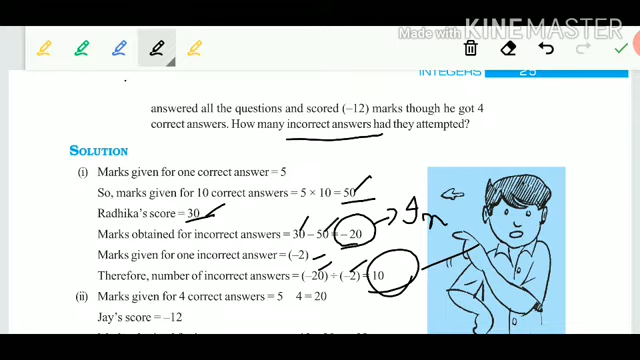 Made with KINEMASTER
INTEGERS 25
answered all the questions and scored (–12) marks though he got 4
correct answers. How many incorrect answers had they attempted?
SOLUTION
(i) Marks given for one correct answer = 5
So, marks given for 10 correct answers = 5 × 10 = 50
Radhika's score = 30
Marks obtained for incorrect answers = 30 – 50 = – 20
Marks given for one incorrect answer = (–2)
Therefore, number of incorrect answers = (–20) ÷ (–2) = 10
(ii) Marks given for 4 correct answers = 5 4 = 20
Jay's score = –12